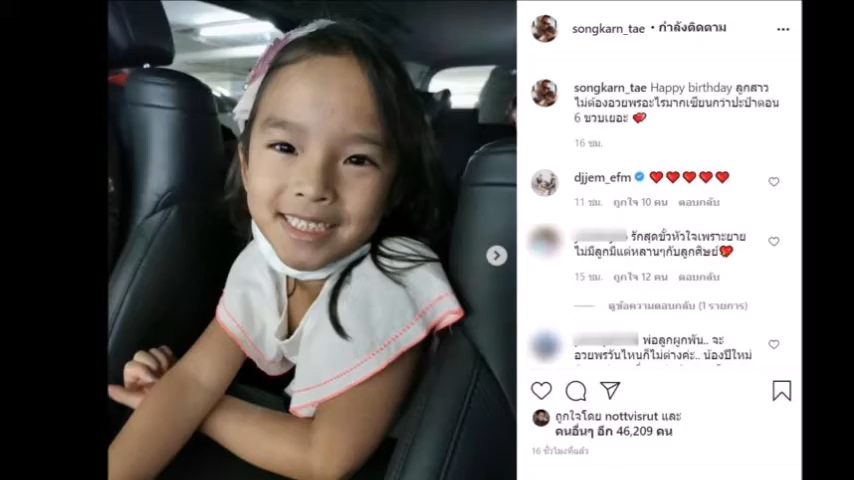 songkarn_tae • กำลังติดตาม
songkarn_tae Happy birthday ลูกสาว
ไม่ต้องอวยพรอะไรมากเขียนกว่าปะป๊าตอน
6 ขวบเยอะ
16 ชม.
djjem_efm
11 ชม. ถูกใจ 10 คน ตอบกลับ
รักสุดขั้วหัวใจเพราะยาย
ไม่มีลูกมีแต่หลานๆกับลูกศิษย์
15 ชม. ถูกใจ 12 คน ตอบกลับ
ดูข้อความตอบกลับ (1 รายการ)
พ่อลูกผูกพัน.. จะ
อวยพรวันไหนก็ไม่ต่างค่ะ.. น้องปีใหม่
ถูกใจโดย nottvisrut และ
คนอื่นๆ อีก 46,209 คน
16 ชั่วโมงที่แล้ว